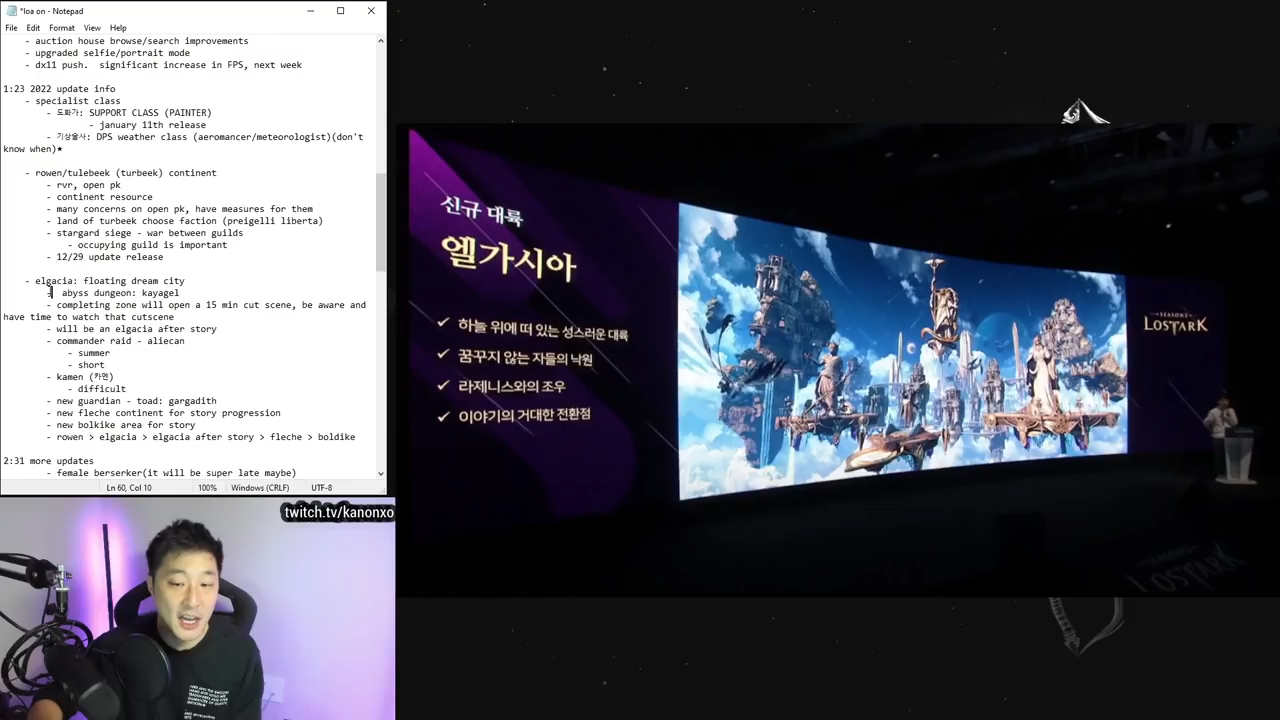 *loa on - Notepad
File Edit Format View Help
- auction house browse/search improvements
- upgraded selfie/portrait mode
- dx11 push.  significant increase in FPS, next week
1:23 2022 update info
- specialist class
- 도화가: SUPPORT CLASS (PAINTER)
- january 11th release
- 기상술사: DPS weather class (aeromancer/meteorologist)(don't
know when)★
- rowen/tulebeek (turbeek) continent
- rvr, open pk
- continent resource
- many concerns on open pk, have measures for them
- land of turbeek choose faction (preigelli liberta)
- stargard siege - war between guilds
- occupying guild is important
- 12/29 update release
- elgacia: floating dream city
- abyss dungeon: kayagel
- completing zone will open a 15 min cut scene, be aware and
have time to watch that cutscene
- will be an elgacia after story
- commander raid - aliecan
- summer
- short
- kamen (카멘)
- difficult
- new guardian - toad: gargadith
- new fleche continent for story progression
- new bolkike area for story
- rowen > elgacia > elgacia after story > fleche > boldike
2:31 more updates
- female berserker(it will be super late maybe)
Ln 60, Col 10 100% Windows (CRLF) UTF-8
twitch.tv/kanonxo
신규 대륙
엘가시아
✓ 하늘 위에 떠 있는 성스러운 대륙
✓ 꿈꾸지 않는 자들의 낙원
✓ 라제니스와의 조우
✓ 이야기의 거대한 전환점
SEASON2
LOSTARK
LOSTARK